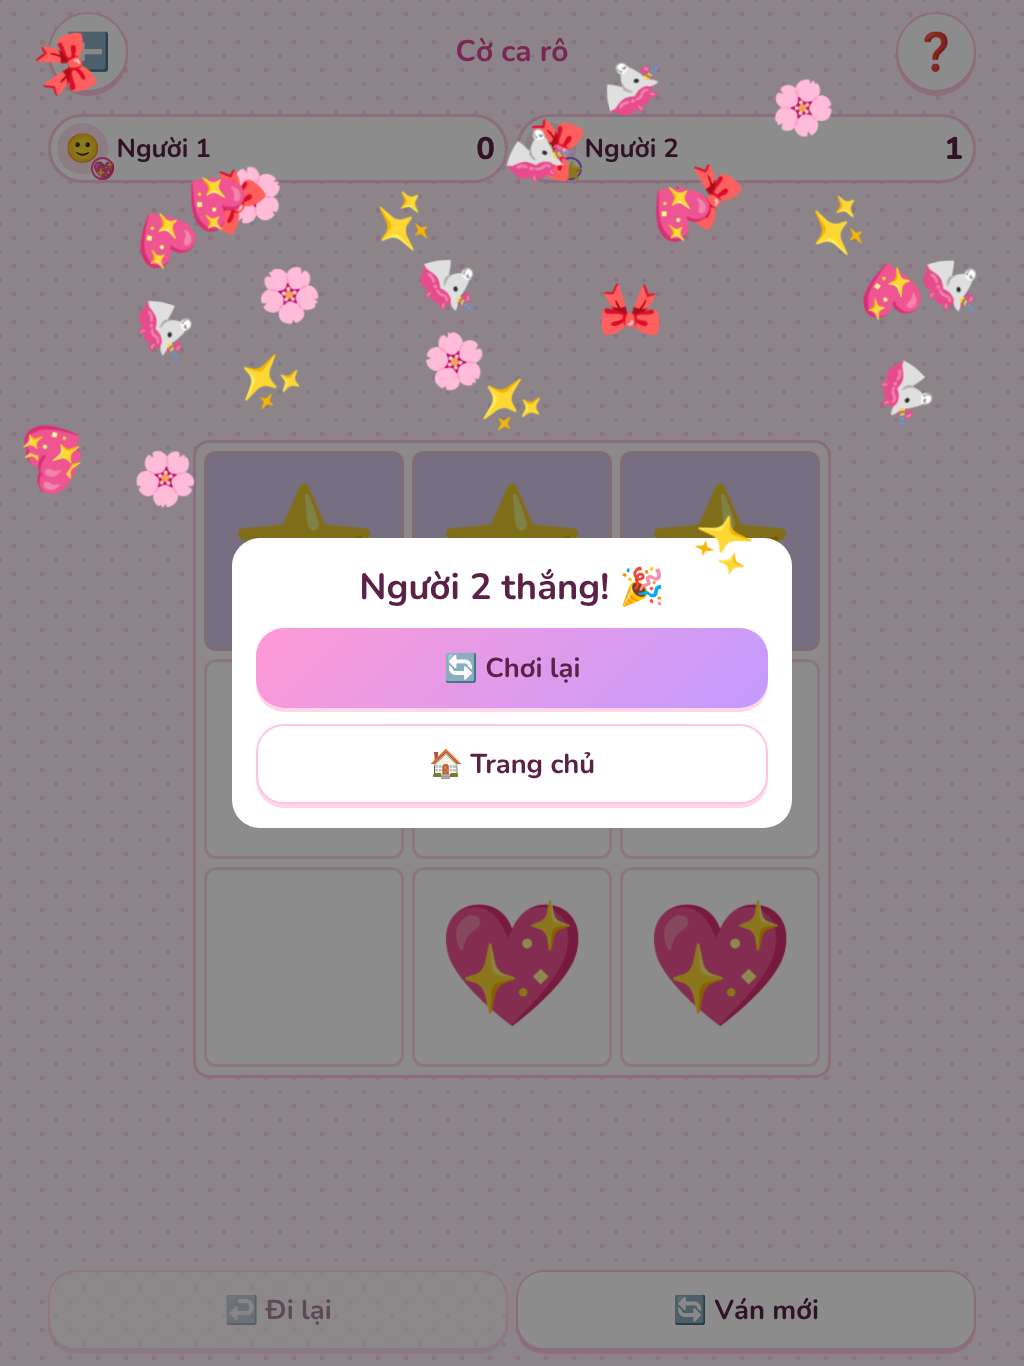 Cờ ca rô
Người 1
0
Người 2
1
Người 2 thắng!
Chơi lại
Trang chủ
Đi lại
Ván mới